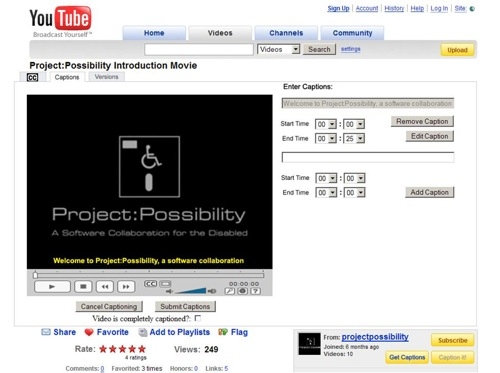 YouTube
Broadcast Yourself™
Sign Up | Account | History | Help | Log In | Site:
Home Videos Channels Community
Videos Search settings Upload
Project:Possibility Introduction Movie
CC Captions Versions
Enter Captions:
Welcome to Project:Possibility, a software collaboration
Start Time 00 : 00 Remove Caption
End Time 00 : 25 Edit Caption
Start Time 00 : 00
End Time 00 : 00 Add Caption
Project:Possibility
A Software Collaboration for the Disabled
Welcome to Project:Possibility, a software collaboration
CC 00:00:00
?
Cancel Captioning Submit Captions
Video is completely captioned?:
Share Favorite Add to Playlists Flag
Rate: Views: 249
4 ratings
Comments: 0 Favorited: 3 times Honors: 0 Links: 5
From: projectpossibility
Joined: 6 months ago
Videos: 10
Subscribe
Get Captions Caption-It!